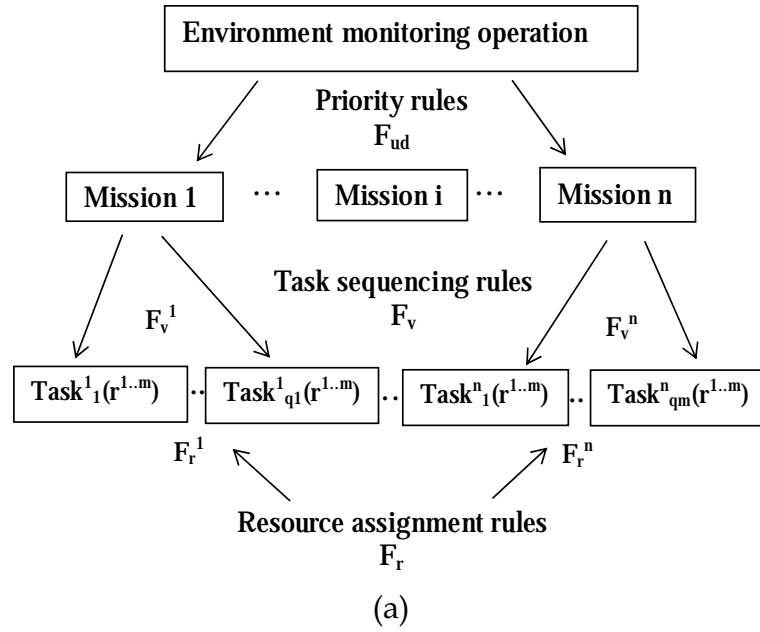 Environment monitoring operation
Priority rules
F_ud
Mission 1 ... Mission i ... Mission n
Task sequencing rules
F_v^1 F_v F_v^n
Task^1_1(r^1..m) .. Task^1_q1(r^1..m) .. Task^n_1(r^1..m) .. Task^n_qm(r^1..m)
F_r^1 F_r^n
Resource assignment rules
F_r
(a)